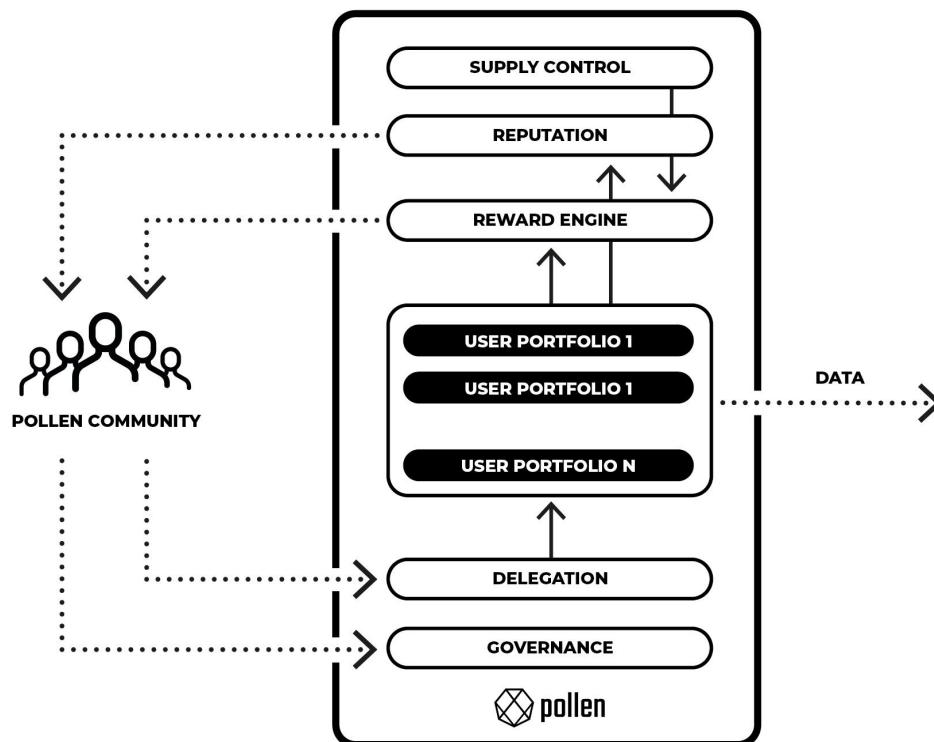 SUPPLY CONTROL
REPUTATION
REWARD ENGINE
USER PORTFOLIO 1
USER PORTFOLIO 1
DATA
POLLEN COMMUNITY
USER PORTFOLIO N
DELEGATION
GOVERNANCE
pollen